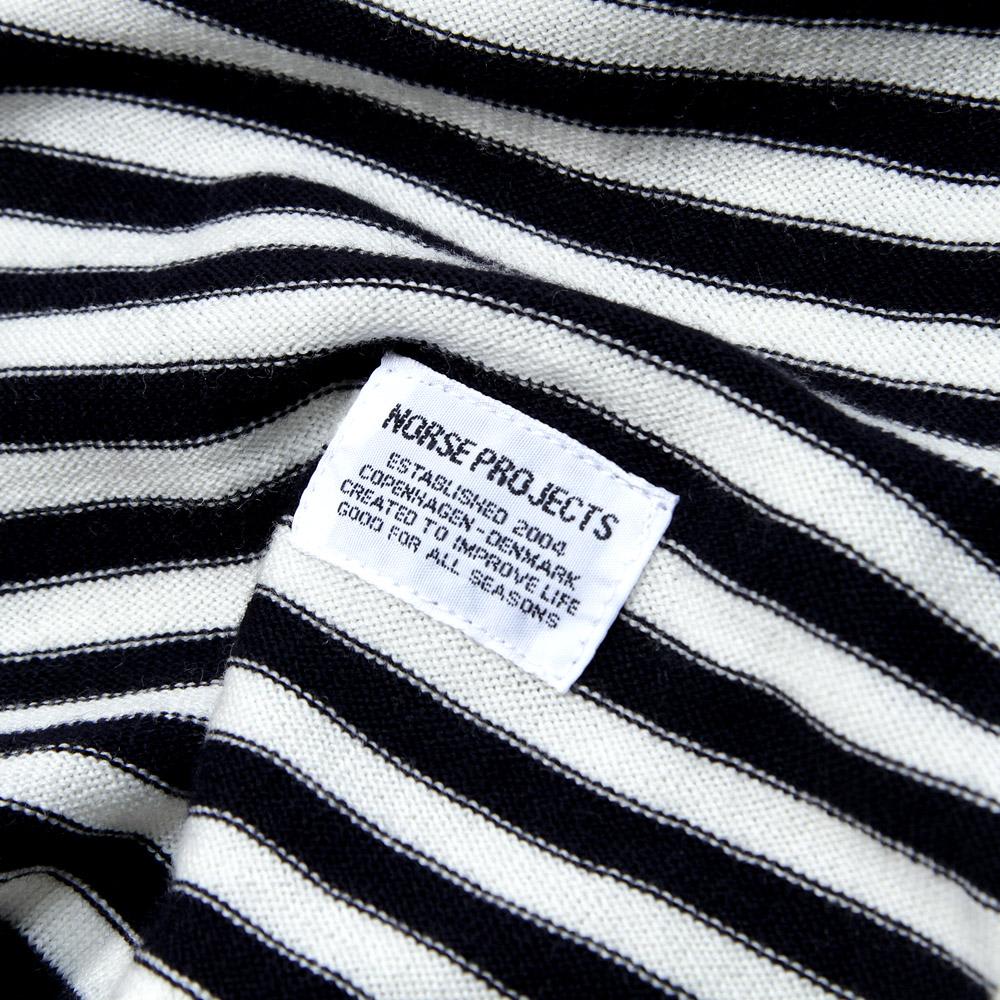 NORSE PROJECTS
ESTABLISHED 2004
COPENHAGEN-DENMARK
CREATED TO IMPROVE LIFE
GOOD FOR ALL SEASONS